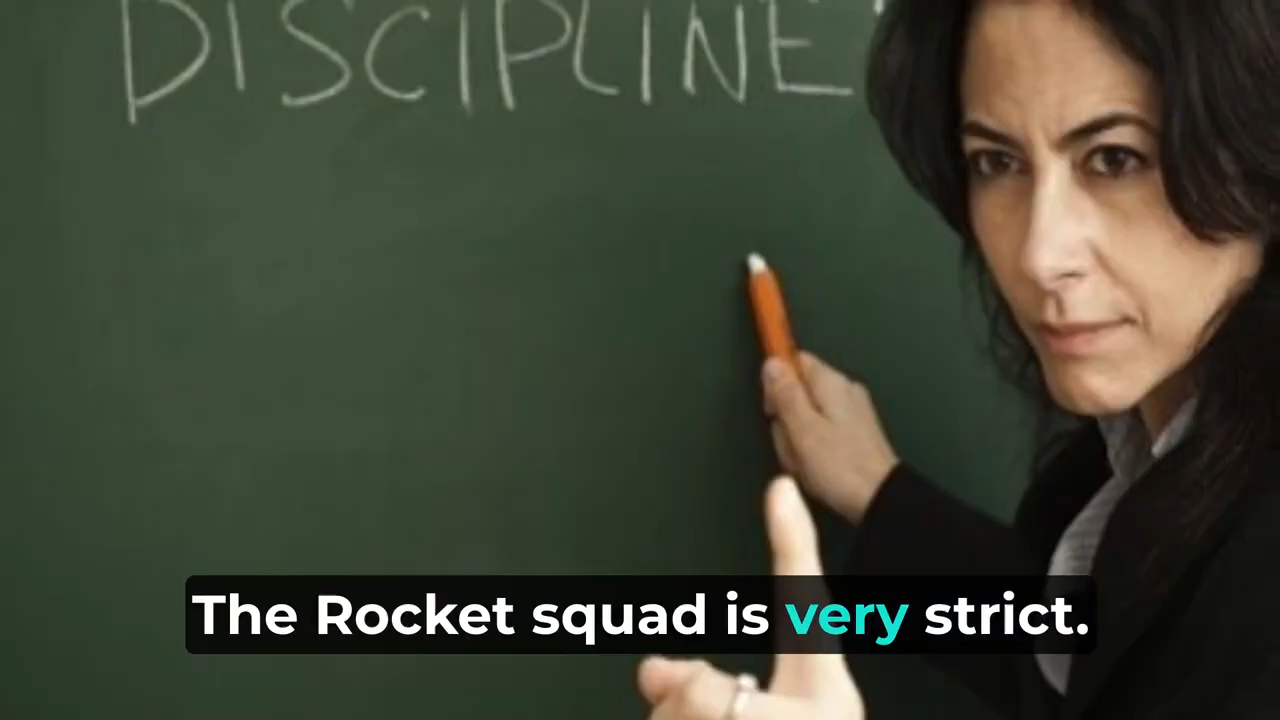 DISCIPLINE
The Rocket squad is very strict.